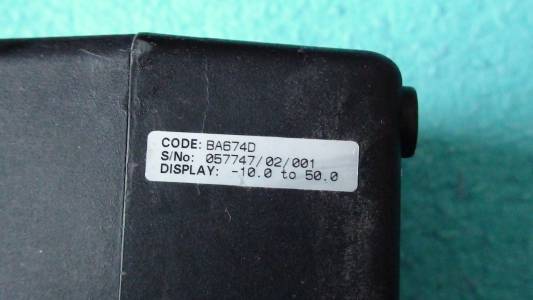 CODE: BA674D
S/No: 057747/02/001
DISPLAY: -10.0 to 50.0